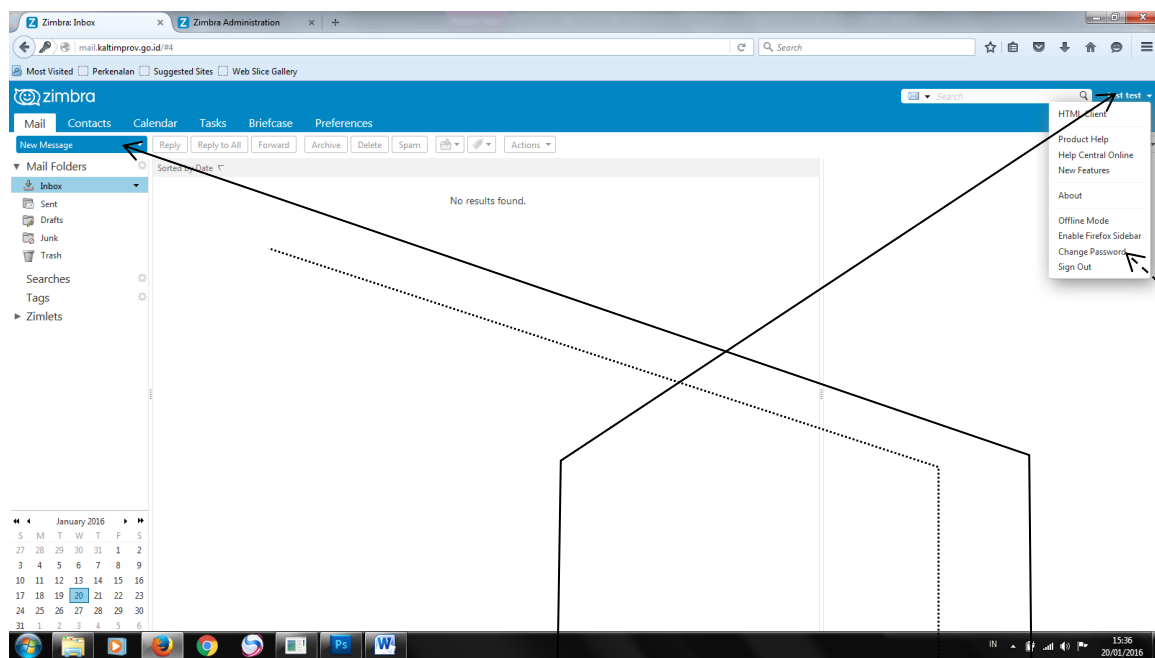 Zimbra: Inbox
Zimbra Administration
mail.kaltimprov.go.id/#4
Search
Most Visited Perkenalan Suggested Sites Web Slice Gallery
zimbra
Search
test
Mail Contacts Calendar Tasks Briefcase Preferences
New Message
Reply Reply to All Forward Archive Delete Spam Actions
Mail Folders
Sorted by Date
Inbox
No results found.
Sent
Drafts
Junk
Trash
Searches
Tags
Zimlets
HTML Client
Product Help
Help Central Online
New Features
About
Offline Mode
Enable Firefox Sidebar
Change Password
Sign Out
January 2016
S M T W T F S
27 28 29 30 31 1 2
3 4 5 6 7 8 9
10 11 12 13 14 15 16
17 18 19 20 21 22 23
24 25 26 27 28 29 30
31 1 2 3 4 5 6
Ps
W
IN
15:36
20/01/2016